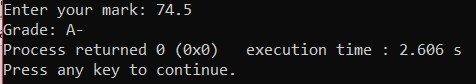 Enter your mark: 74.5
Grade: A-
Process returned 0 (0x0)   execution time : 2.606 s
Press any key to continue.